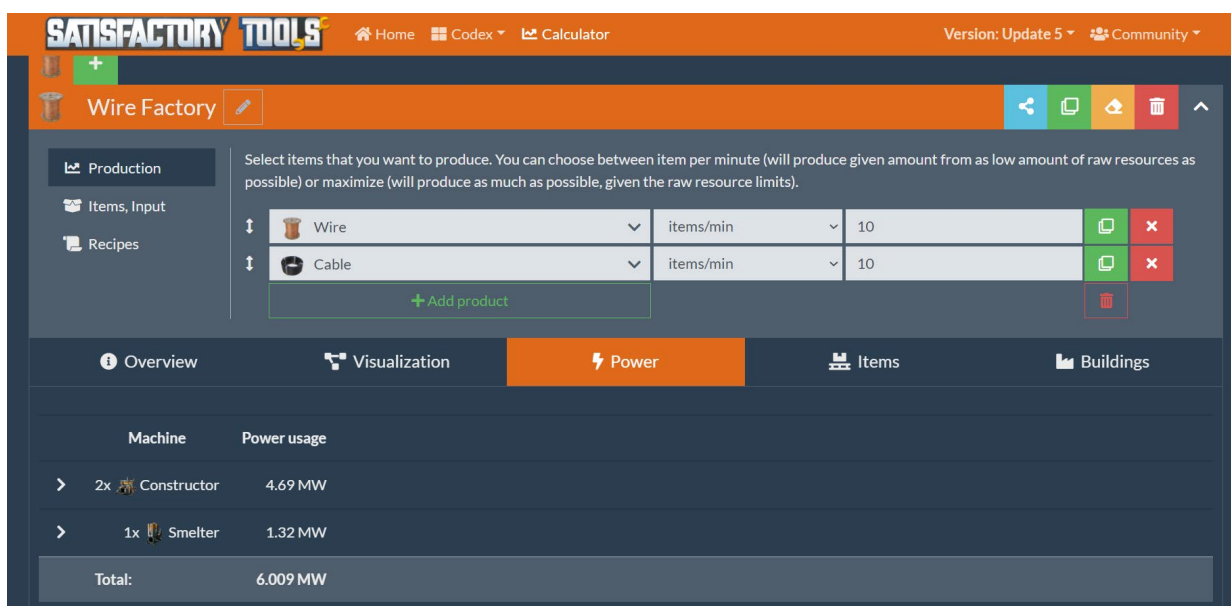 SATISFACTORY TOOLS Home Codex Calculator Version: Update 5 Community
Wire Factory
Production
Items, Input
Recipes
Select items that you want to produce. You can choose between item per minute (will produce given amount from as low amount of raw resources as
possible) or maximize (will produce as much as possible, given the raw resource limits).
Wire items/min 10
Cable items/min 10
+ Add product
Overview Visualization Power Items Buildings
Machine Power usage
2x Constructor 4.69 MW
1x Smelter 1.32 MW
Total: 6.009 MW